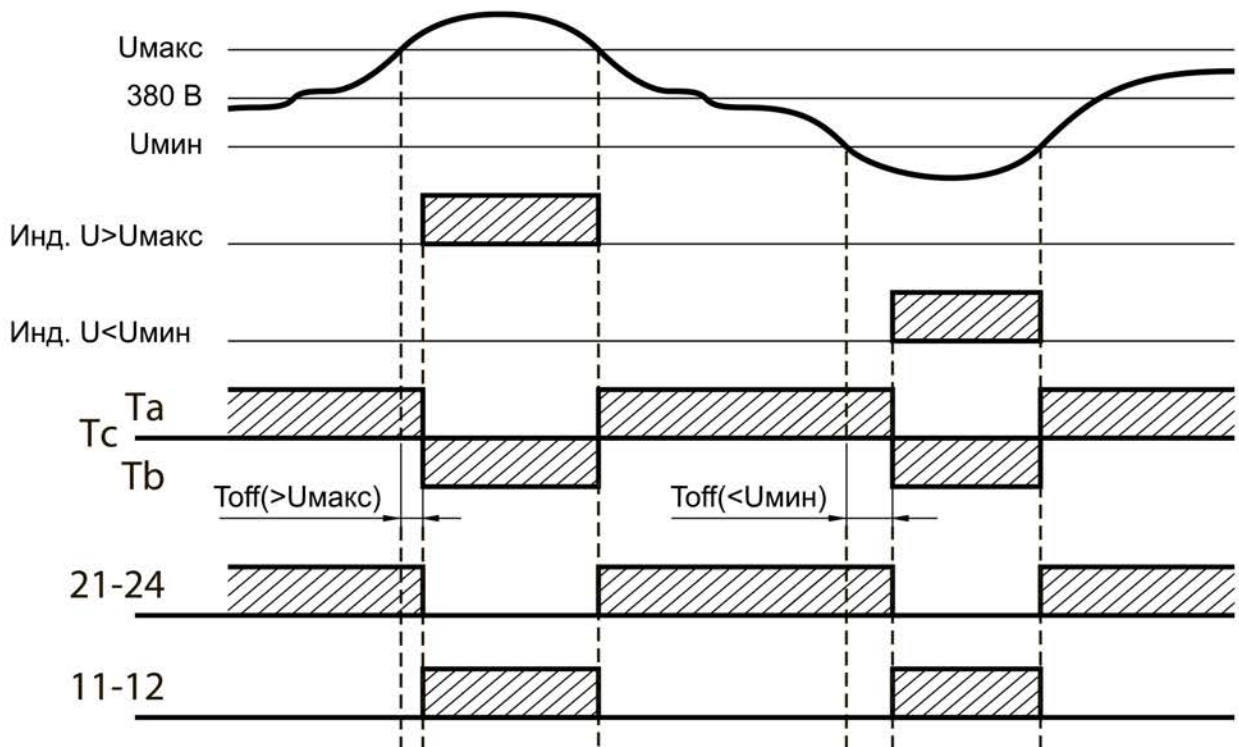 Uмакс
380 В
Uмин
Инд. U>Uмакс
Инд. U<Uмин
Ta
Tc
Tb
Toff(>Uмакс)
Toff(<Uмин)
21-24
11-12